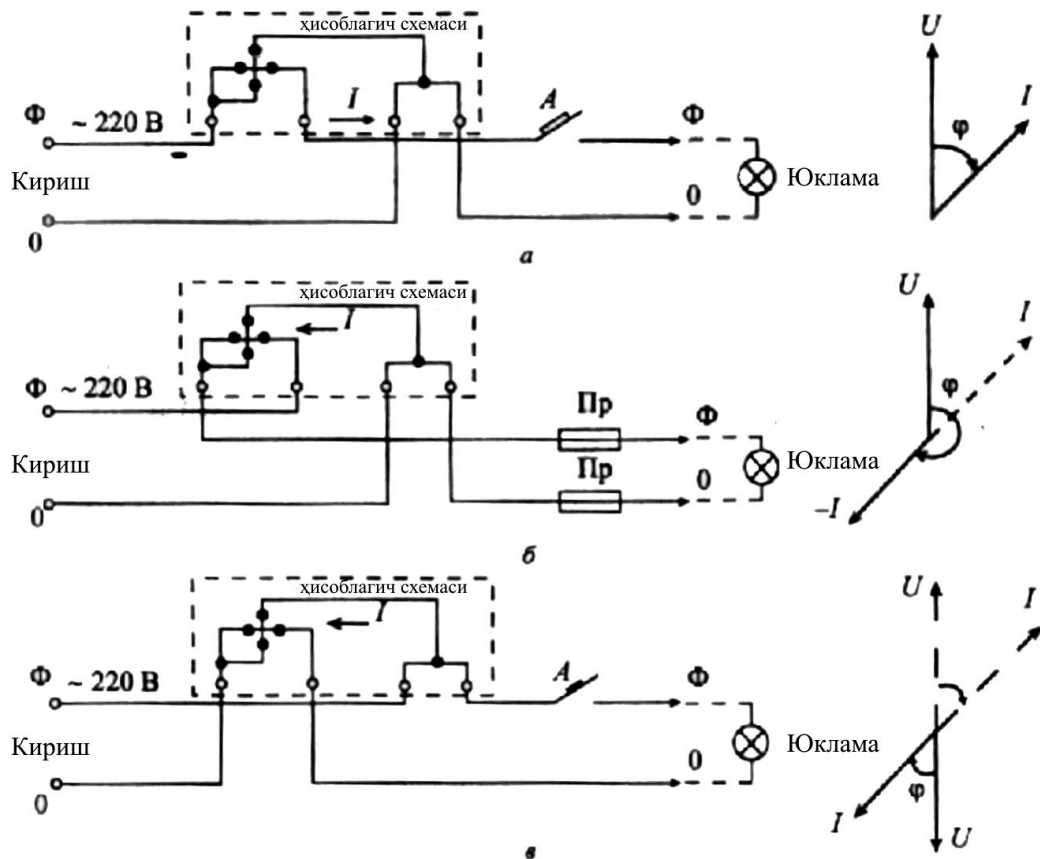 ҳисоблагич схемаси
I
Ф ~ 220 В
A
Ф
Кириш
Юклама
0
0
U
I
φ
а
ҳисоблагич схемаси
I
Ф ~ 220 В
Пр
Ф
Кириш
Пр
0
Юклама
0
U
I
φ
–I
б
ҳисоблагич схемаси
I
Ф ~ 220 В
A
Ф
Кириш
Юклама
0
0
U
I
φ
I
U
в